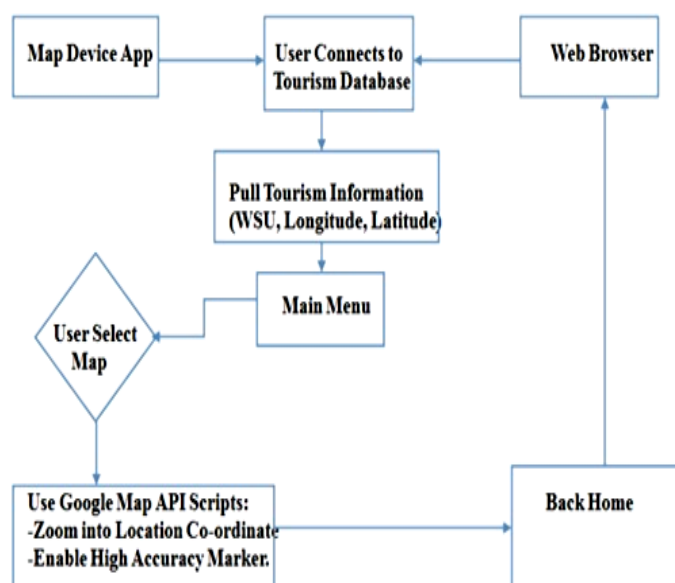 Map Device App
User Connects to
Tourism Database
Web Browser
Pull Tourism Information
(WSU, Longitude, Latitude)
Main Menu
User Select
Map
Use Google Map API Scripts:
-Zoom into Location Co-ordinate
-Enable High Accuracy Marker.
Back Home